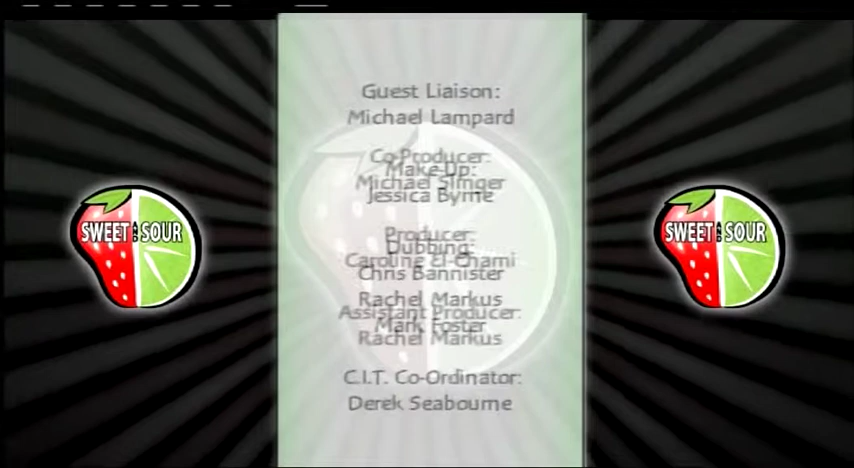 Guest Liaison:
Michael Lampard
Co-Producer:
Make-Up:
Michael Slinger
Jessica Byrne
Producer:
Dubbing:
Caroline El-Chami
Chris Bannister
Rachel Markus
Assistant Producer:
Mark Foster
Rachel Markus
C.I.T. Co-Ordinator:
Derek Seabourne
SWEET & SOUR
SWEET & SOUR